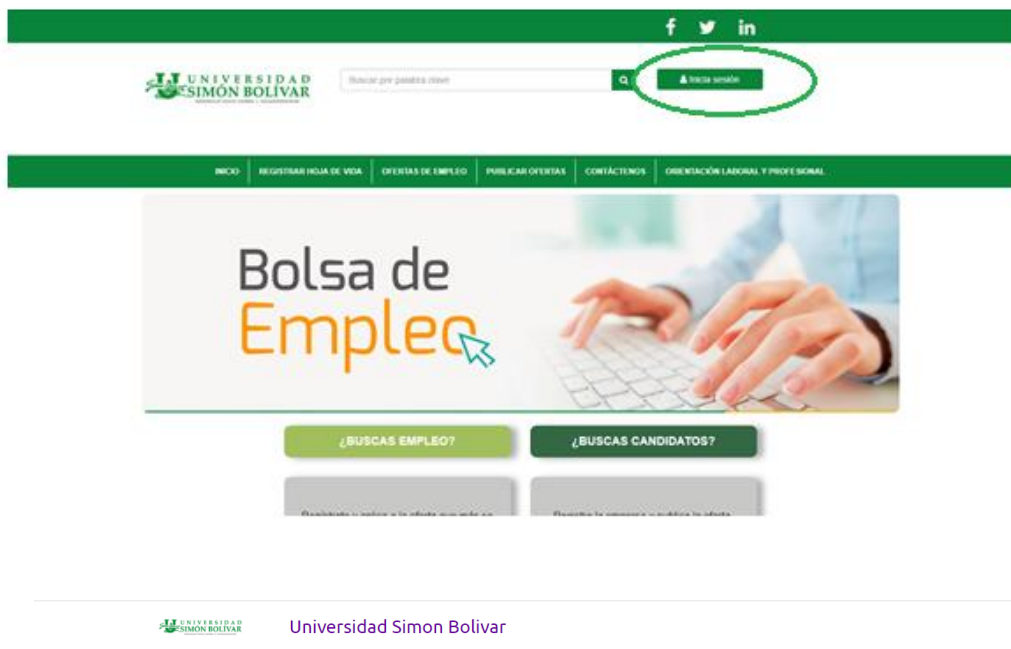 f in
UNIVERSIDAD
SIMÓN BOLÍVAR
Buscar por palabra clave
Inicia sesión
INICIO REGISTRAR HOJA DE VIDA OFERTAS DE EMPLEO PUBLICAR OFERTAS CONTÁCTENOS ORIENTACIÓN LABORAL Y PROFESIONAL
Bolsa de
Empleo
¿BUSCAS EMPLEO? ¿BUSCAS CANDIDATOS?
UNIVERSIDAD
SIMÓN BOLÍVAR
Universidad Simon Bolivar